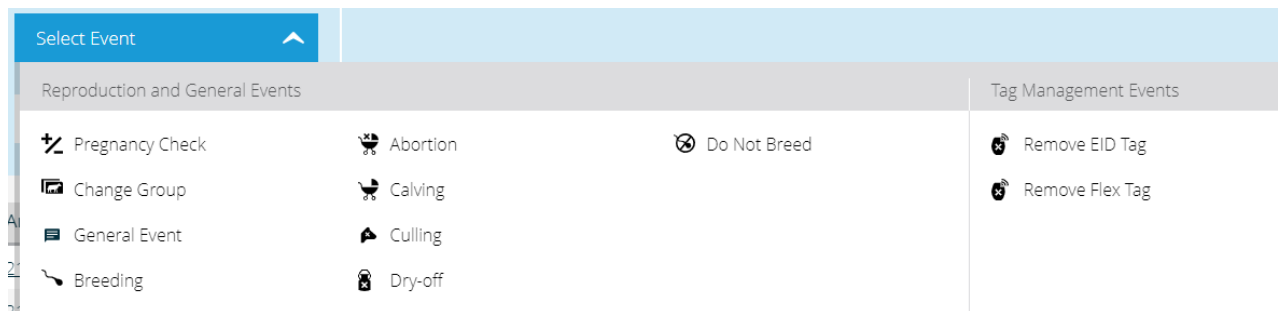 Select Event
Reproduction and General Events
Tag Management Events
Pregnancy Check
Abortion
Do Not Breed
Remove EID Tag
Change Group
Calving
Remove Flex Tag
General Event
Culling
Breeding
Dry-off